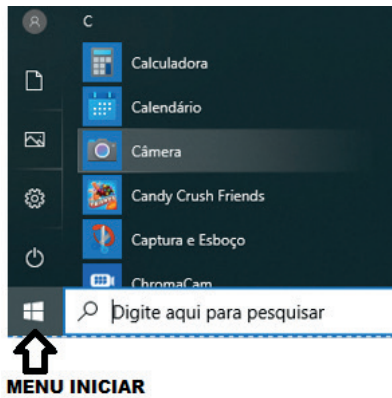 C
Calculadora
Calendário
Câmera
Candy Crush Friends
Captura e Esboço
ChromaCam
Digite aqui para pesquisar
MENU INICIAR